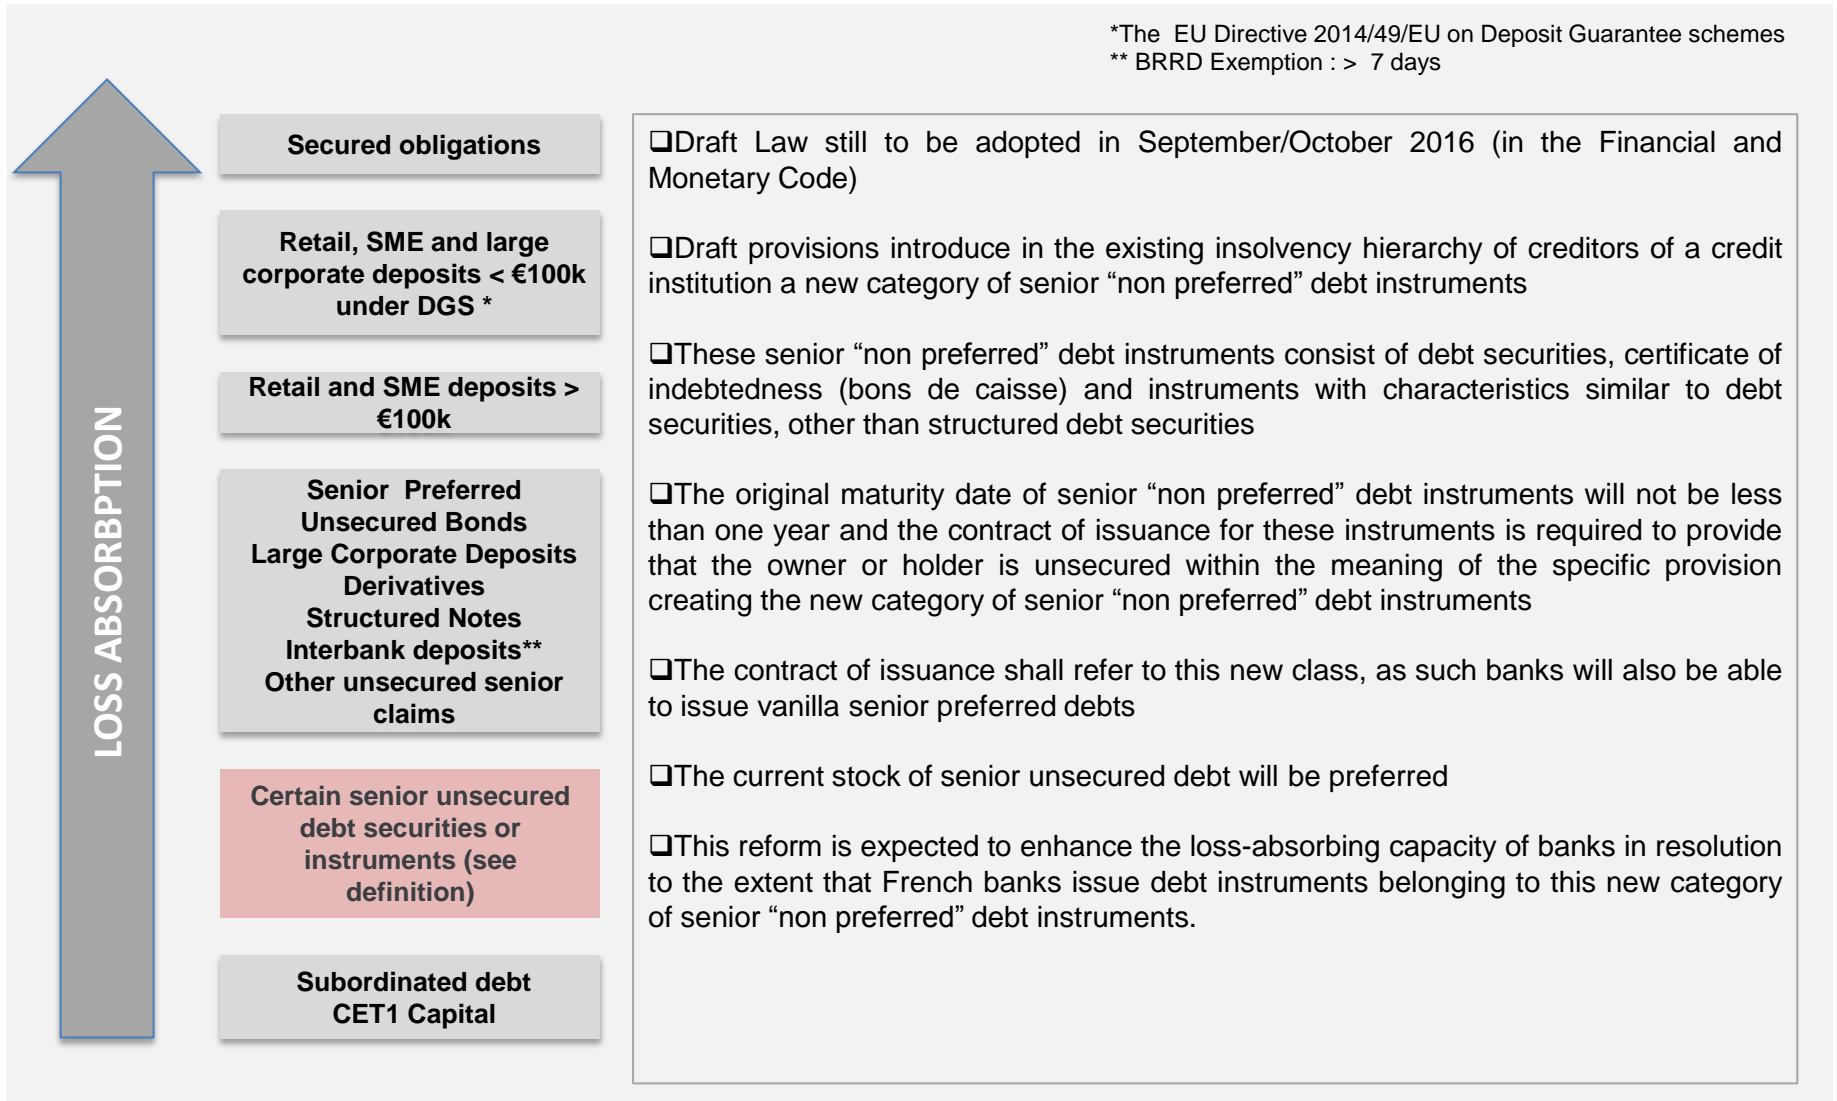 *The EU Directive 2014/49/EU on Deposit Guarantee schemes
** BRRD Exemption : > 7 days
LOSS ABSORBPTION
Secured obligations
Retail, SME and large
corporate deposits < €100k
under DGS *
Retail and SME deposits >
€100k
Senior Preferred
Unsecured Bonds
Large Corporate Deposits
Derivatives
Structured Notes
Interbank deposits**
Other unsecured senior
claims
Certain senior unsecured
debt securities or
instruments (see
definition)
Subordinated debt
CET1 Capital
❑Draft Law still to be adopted in September/October 2016 (in the Financial and
Monetary Code)
❑Draft provisions introduce in the existing insolvency hierarchy of creditors of a credit
institution a new category of senior “non preferred” debt instruments
❑These senior “non preferred” debt instruments consist of debt securities, certificate of
indebtedness (bons de caisse) and instruments with characteristics similar to debt
securities, other than structured debt securities
❑The original maturity date of senior “non preferred” debt instruments will not be less
than one year and the contract of issuance for these instruments is required to provide
that the owner or holder is unsecured within the meaning of the specific provision
creating the new category of senior “non preferred” debt instruments
❑The contract of issuance shall refer to this new class, as such banks will also be able
to issue vanilla senior preferred debts
❑The current stock of senior unsecured debt will be preferred
❑This reform is expected to enhance the loss-absorbing capacity of banks in resolution
to the extent that French banks issue debt instruments belonging to this new category
of senior “non preferred” debt instruments.